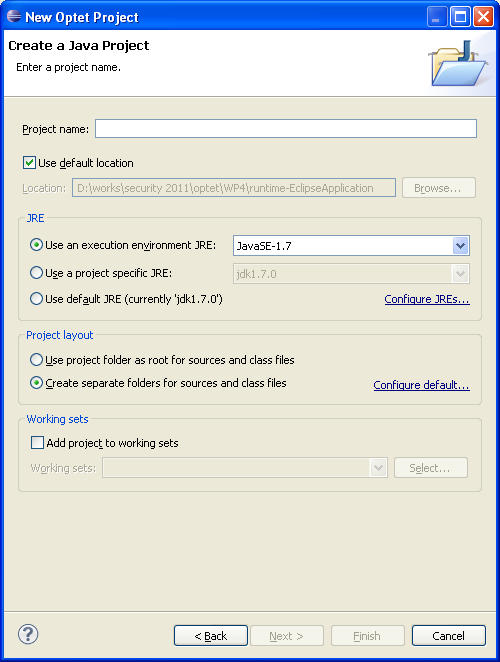 New Optet Project
Create a Java Project
Enter a project name.
Project name:
Use default location
Location: D:\works\security 2011\optet\WP4\runtime-EclipseApplication Browse...
JRE
Use an execution environment JRE: JavaSE-1.7
Use a project specific JRE: jdk1.7.0
Use default JRE (currently 'jdk1.7.0') Configure JREs...
Project layout
Use project folder as root for sources and class files
Create separate folders for sources and class files Configure default...
Working sets
Add project to working sets
Working sets: Select...
? < Back Next > Finish Cancel